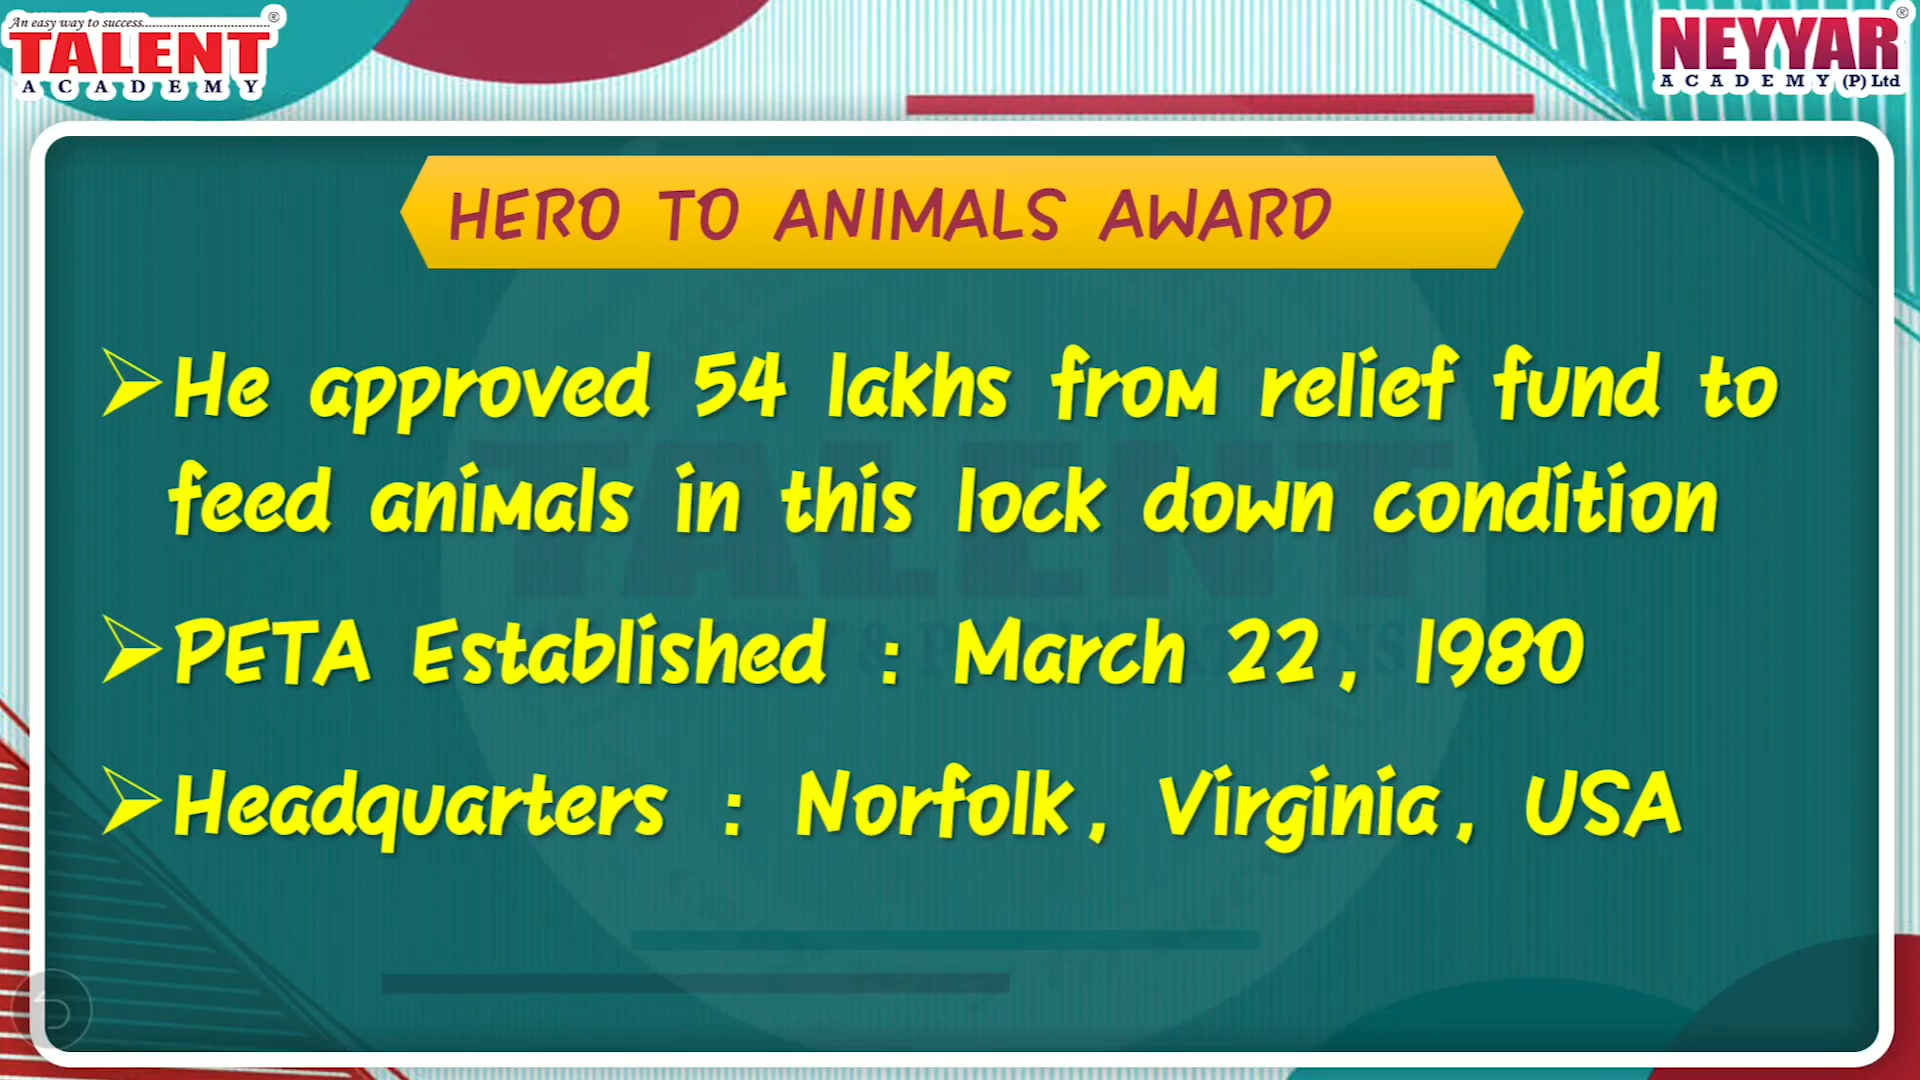 An easy way to success
TALENT
ACADEMY
NEYYAR
ACADEMY (P) Ltd
HERO TO ANIMALS AWARD
He approved 54 lakhs from relief fund to
feed animals in this lock down condition
PETA Established : March 22, 1980
Headquarters : Norfolk, Virginia, USA
TALENT